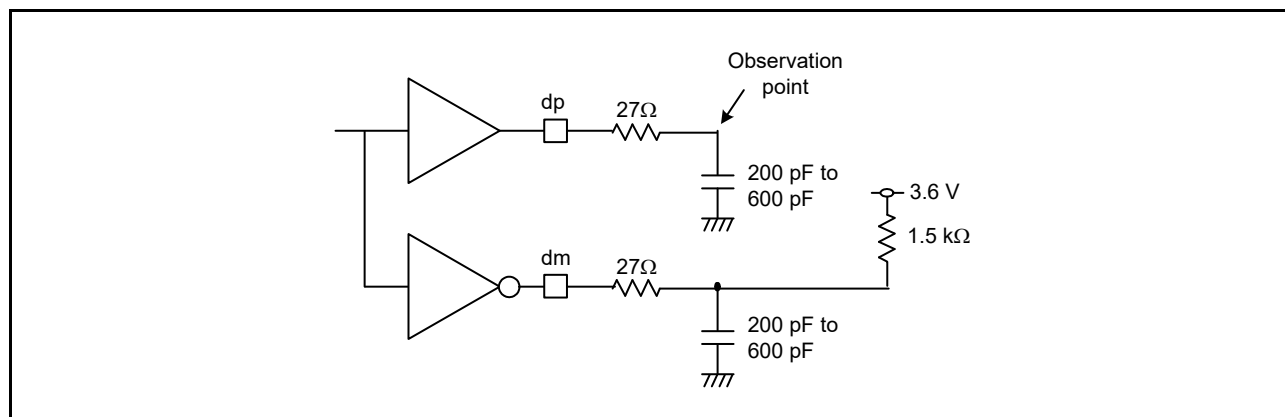 Observation
point
dp
27Ω
200 pF to
600 pF
3.6 V
1.5 kΩ
dm
27Ω
200 pF to
600 pF